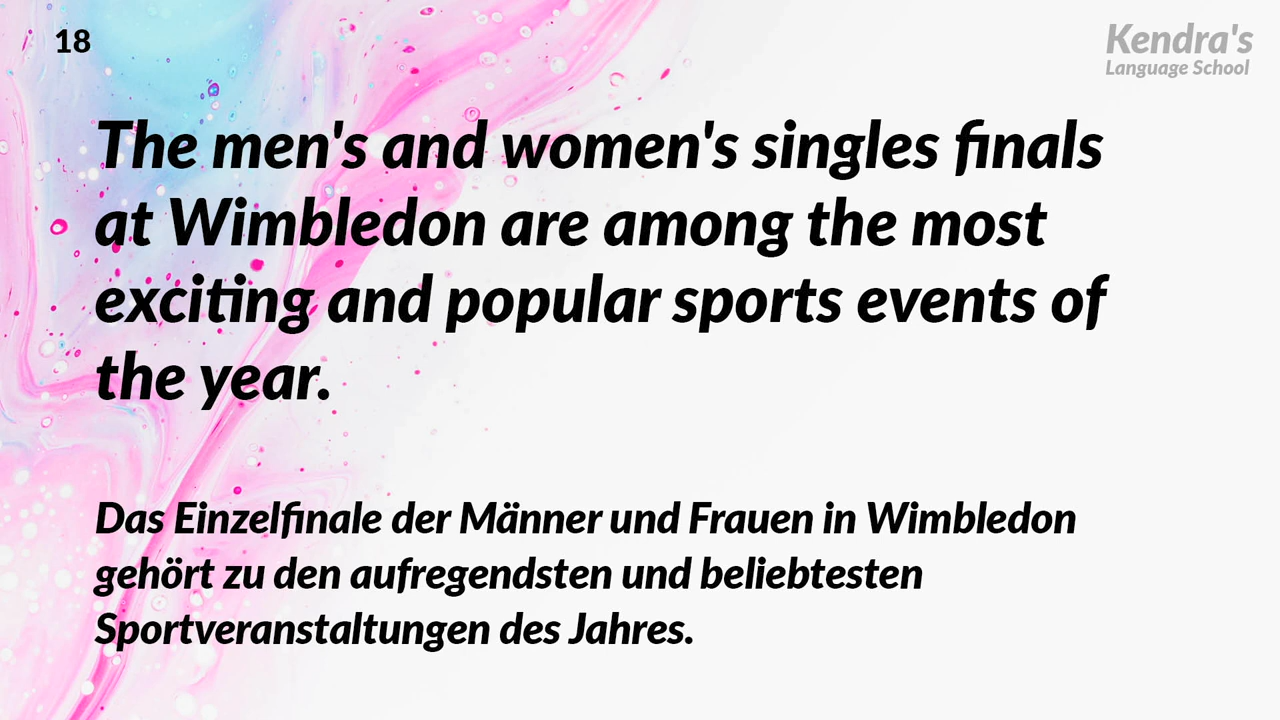 18
Kendra's
Language School
The men's and women's singles finals
at Wimbledon are among the most
exciting and popular sports events of
the year.
Das Einzelfinale der Männer und Frauen in Wimbledon
gehört zu den aufregendsten und beliebtesten
Sportveranstaltungen des Jahres.